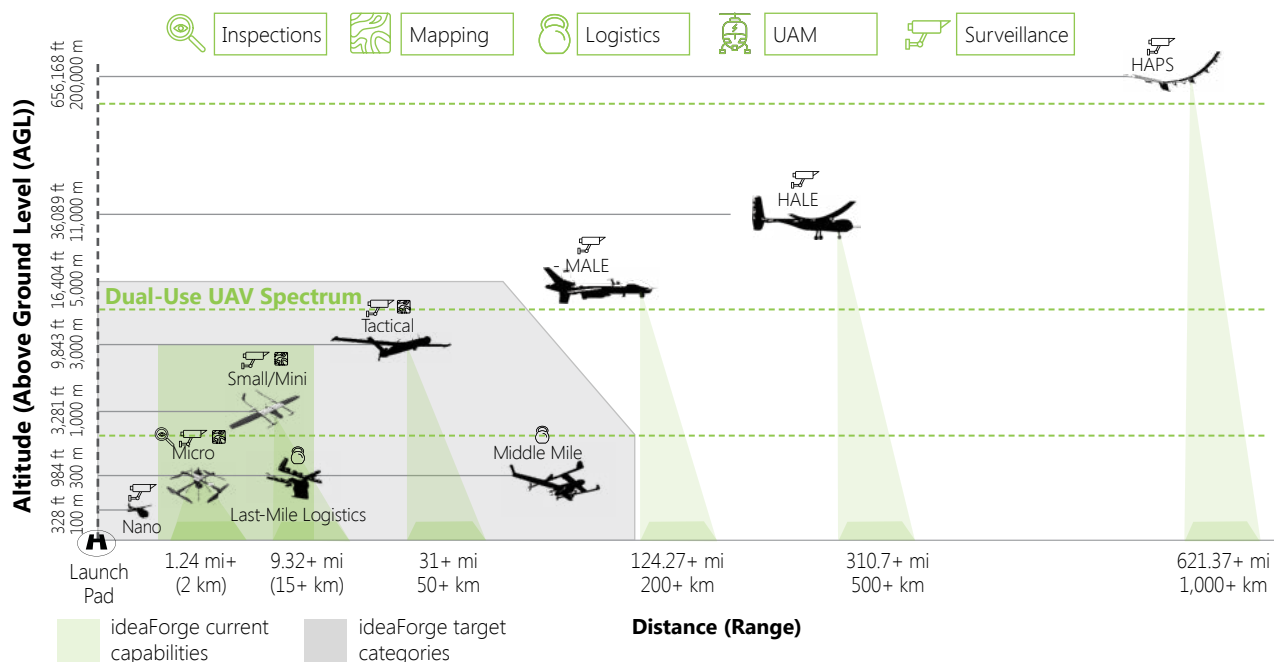 Inspections
Mapping
Logistics
UAM
Surveillance
Altitude (Above Ground Level (AGL))
656,168 ft
200,000 m
36,089 ft
11,000 m
16,404 ft
5,000 m
9,843 ft
3,000 m
3,281 ft
1,000 m
984 ft
300 m
328 ft
100 m
HAPS
HALE
- MALE
Dual-Use UAV Spectrum
Tactical
Small/Mini
Micro
Middle Mile
Nano
Last-Mile Logistics
Launch
Pad
1.24 mi+
(2 km)
9.32+ mi
(15+ km)
31+ mi
50+ km
124.27+ mi
200+ km
310.7+ mi
500+ km
621.37+ mi
1,000+ km
Distance (Range)
ideaForge current
capabilities
ideaForge target
categories